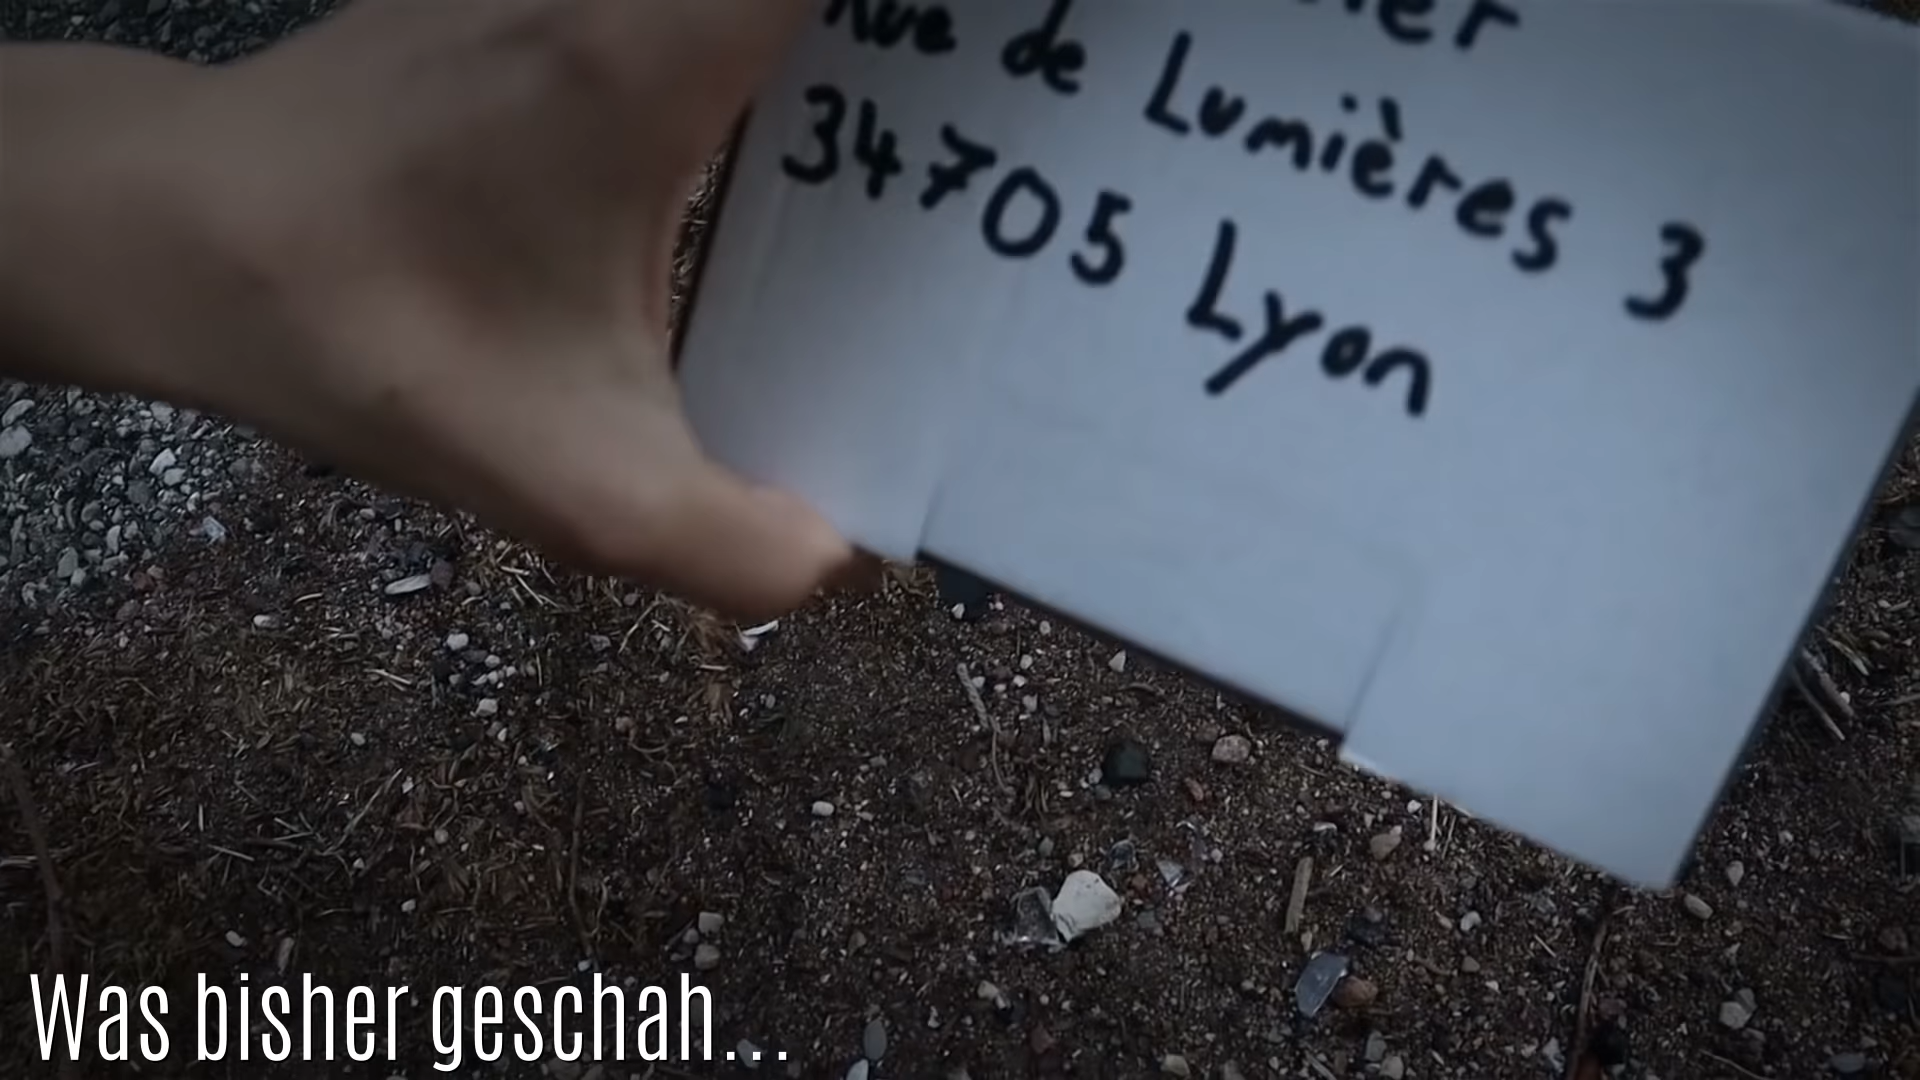 Rue de Lumières 3
34705 Lyon
Was bisher geschah...